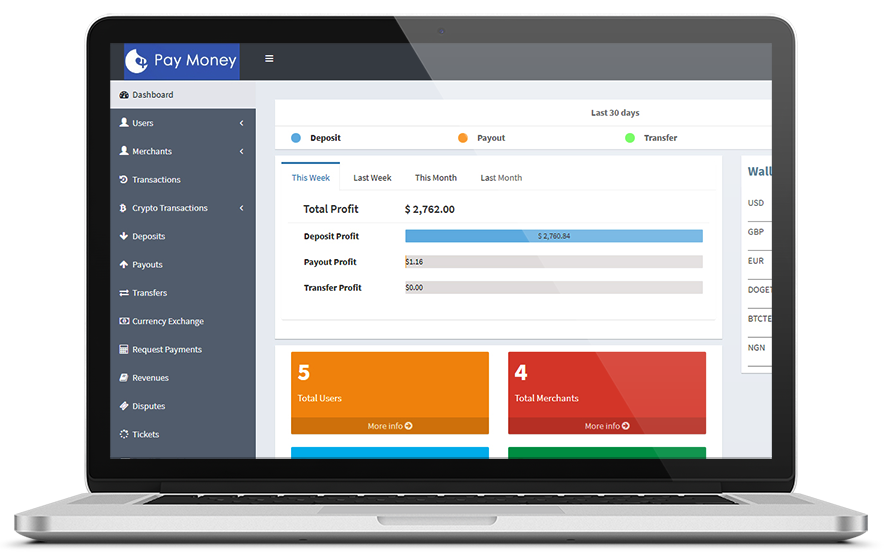 Pay Money
Dashboard
Users
Merchants
Transactions
Crypto Transactions
Deposits
Payouts
Transfers
Currency Exchange
Request Payments
Revenues
Disputes
Tickets
Last 30 days
Deposit Payout Transfer
This Week Last Week This Month Last Month
Total Profit $ 2,762.00
Deposit Profit $ 2,760.84
Payout Profit $1.16
Transfer Profit $0.00
Wall
USD
GBP
EUR
DOGET
BTCTE
NGN
5
Total Users
More info
4
Total Merchants
More info